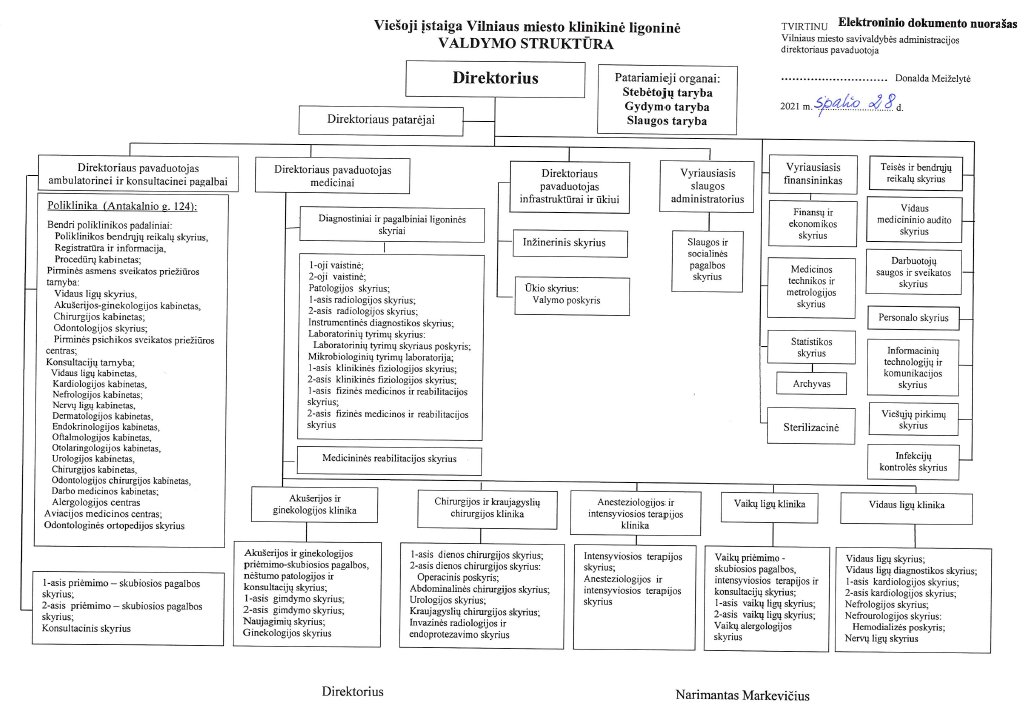 Viešoji įstaiga Vilniaus miesto klikinė ligoninė
VALDYMO STRUKTŪRA
TVIRTINU
Elektroninio dokumento nuorašas
Vilniaus miesto savivaldybės administracijos
direktoriaus pavaduotoja
Donalda Meiželytė
2021 m. spalio 28 d.
Direktorius
Patariamieji organai:
Stebėtojų taryba
Gydymo taryba
Slaugos taryba
Direktoriaus patarėjai
Direktoriaus pavaduotojas
ambulatorinei ir konsultacinei pagalbai
Poliklinika (Antakalnio g. 124):
Bendri poliklinikos padaliniai:
Poliklinikos bendrųjų reikalų skyrius,
Registratūra ir informacija,
Procedūrų kabinetas;
Pirminės asmens sveikatos priežiūros
tarnyba:
Vidaus ligų skyrius,
Akušerijos-ginekologijos kabinetas,
Chirurgijos kabinetas;
Odontologijos skyrius;
Pirminės psichikos sveikatos priežiūros
centras;
Konsultacijų tarnyba;
Vidaus ligų kabinetas,
Kardiologijos kabinetas,
Nefrologijos kabinetas,
Nervų ligų kabinetas,
Dermatologijos kabinetas,
Endokrinologijos kabinetas,
Oftalmologijos kabinetas,
Otolaringologijos kabinetas,
Urologijos kabinetas,
Chirurgijos kabinetas,
Odontologijos chirurgijos kabinetas,
Darbo medicinos kabinetas;
Alergologijos centras
Aviacijos medicinos centras;
Odontologinės ortopedijos skyrius
1-asis priėmimo – skubiosios pagalbos
skyrius;
2-asis priėmimo – skubiosios pagalbos
skyrius;
Konsultacinis skyrius
Direktoriaus pavaduotojas
medicinai
Diagnostiniai ir pagalbiniai ligoninės
skyriai
1-oji vaistinė;
2-oji vaistinė;
Patologijos skyrius;
1-asis radiologijos skyrius;
2-asis radiologijos skyrius;
Instrumentinės diagnostikos skyrius;
Laboratorinių tyrimų skyrius:
Laboratorinių tyrimų skyriaus poskyris;
Mikrobiologinių tyrimų laboratorija;
1-asis klinikinės fiziologijos skyrius;
2-asis klinikinės fiziologijos skyrius;
1-asis fizinės medicinos ir reabilitacijos
skyrius;
2-asis fizinės medicinos ir reabilitacijos
skyrius
Medicininės reabilitacijos skyrius
Direktoriaus
pavaduotojas
infrastruktūrai ir ūkiui
Inžinerinis skyrius
Ūkio skyrius:
Valymo poskyris
Vyriausiasis
slaugos
administratorius
Slaugos ir
socialinės
pagalbos
skyrius
Vyriausiasis
finansininkas
Finansų ir
ekonomikos
skyrius
Medicinos
technikos ir
metrologijos
skyrius
Statistikos
skyrius
Archyvas
Sterilizacinė
Teisės ir bendrųjų
reikalų skyrius
Vidaus
medicininio audito
skyrius
Darbuotojų
saugos ir sveikatos
skyrius
Personalo skyrius
Informacinių
technologijų ir
komunikacijos
skyrius
Viešųjų pirkimų
skyrius
Infekcijų
kontrolės skyrius
Akušerijos ir
ginekologijos klinika
Akušerijos ir ginekologijos
priėmimo-skubiosios pagalbos,
nėštumo patologijos ir
konsultacijų skyrius;
1-asis gimdymo skyrius;
2-asis gimdymo skyrius;
Naujagimių skyrius;
Ginekologijos skyrius
Chirurgijos ir kraujagyslių
chirurgijos klinika
1-asis dienos chirurgijos skyrius;
2-asis dienos chirurgijos skyrius:
Operacinis poskyris;
Abdominalinės chirurgijos skyrius;
Urologijos skyrius;
Kraujagyslių chirurgijos skyrius;
Invazinės radiologijos ir
endoprotezavimo skyrius
Anesteziologijos ir
intensyviosios terapijos
klinika
Intensyviosios terapijos
skyrius;
Anesteziologijos ir
intensyviosios terapijos
skyrius
Vaikų ligų klinika
Vaikų priėmimo -
skubiosios pagalbos,
intensyviosios terapijos ir
konsultacijų skyrius;
1-asis vaikų ligų skyrius;
2-asis vaikų ligų skyrius;
Vaikų alergologijos
skyrius
Vidaus ligų klinika
Vidaus ligų skyrius;
Vidaus ligų diagnostikos skyrius;
1-asis kardiologijos skyrius;
2-asis kardiologijos skyrius;
Nefrologijos skyrius;
Nefrourologijos skyrius:
Hemodializės poskyris;
Nervų ligų skyrius
Direktorius
Narimantas Markevičius